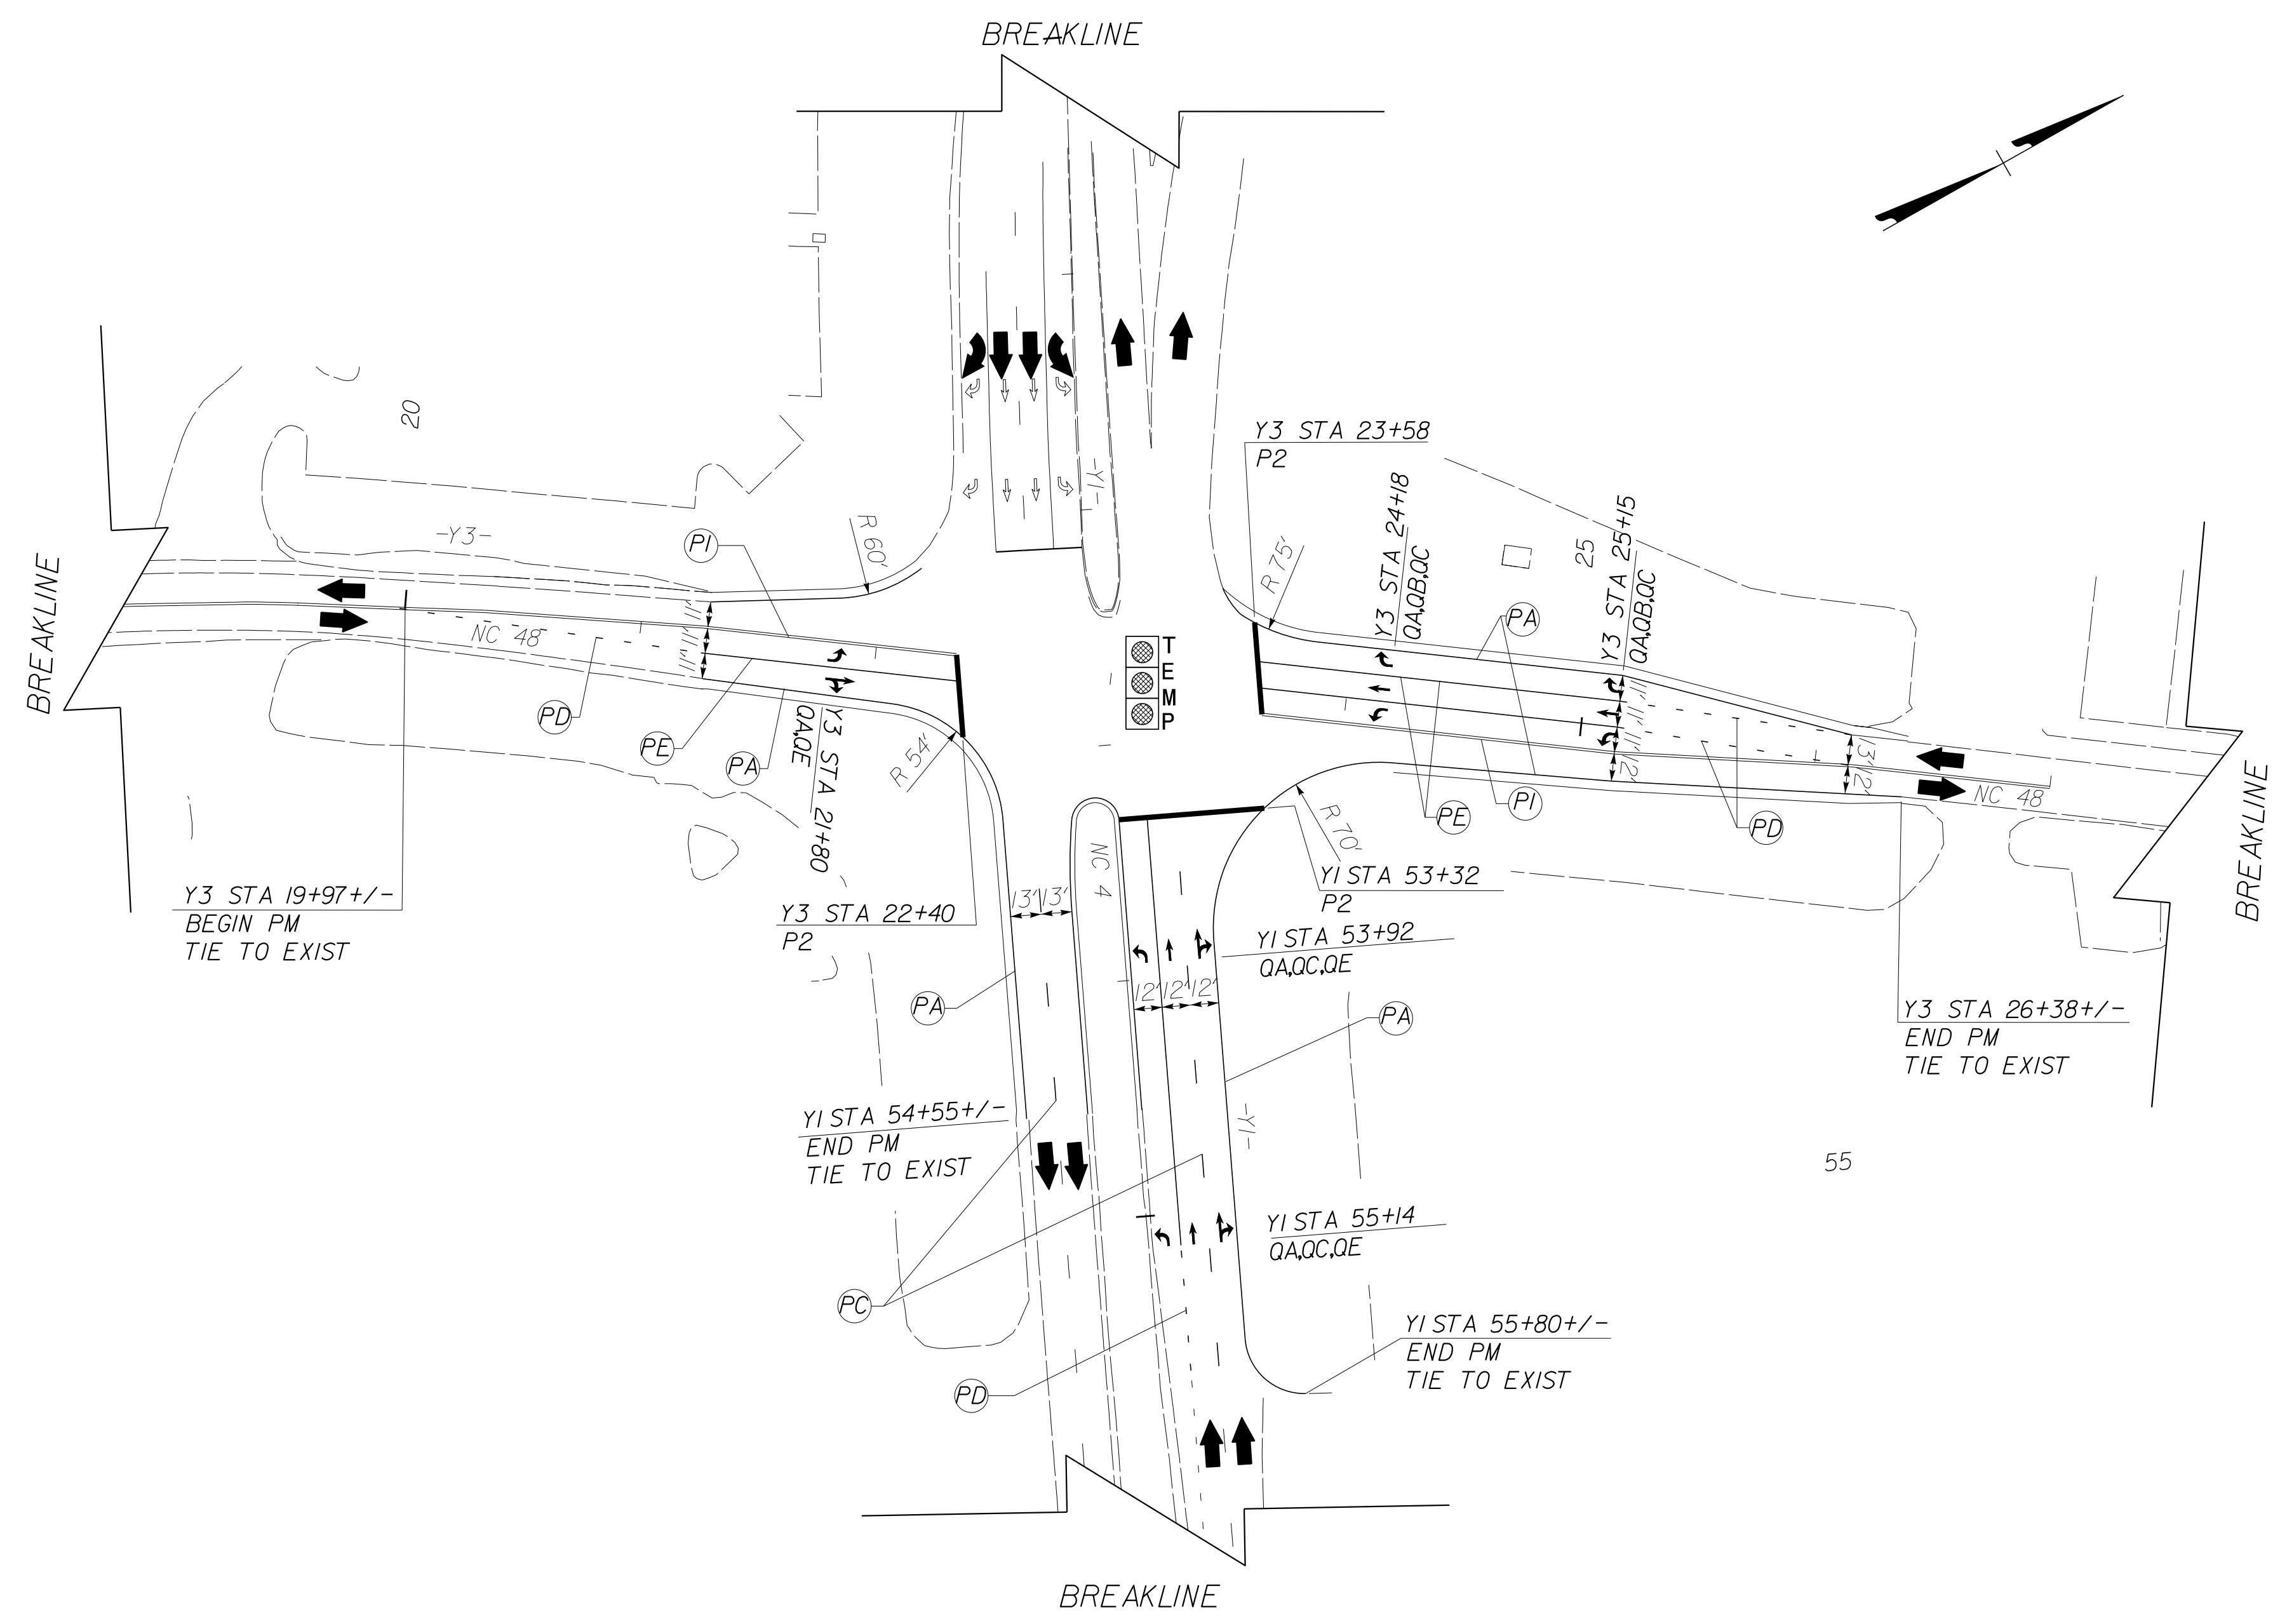 BREAKLINE
20
-Y1-
Y3 STA 23+58
P2
Y3 STA 24+18
QA,QB,QC
Y3 STA 25+15
QA,QB,QC
25
-Y3-
PI
R 60'
R 75'
PA
BREAKLINE
NC 48
TEMP
PD
PE
PA
Y3 STA 21+80
QA,QE
R 54'
13'
12'
12'
NC 48
PI
PE
PD
R 70'
BREAKLINE
Y3 STA 19+97+/-
BEGIN PM
TIE TO EXIST
Y3 STA 22+40
P2
13'
13'
NC 4
Y1 STA 53+32
P2
Y1 STA 53+92
QA,QC,QE
12'
12'
12'
PA
PA
Y3 STA 26+38+/-
END PM
TIE TO EXIST
Y1 STA 54+55+/-
END PM
TIE TO EXIST
-Y1-
55
Y1 STA 55+14
QA,QC,QE
PC
PD
Y1 STA 55+80+/-
END PM
TIE TO EXIST
BREAKLINE